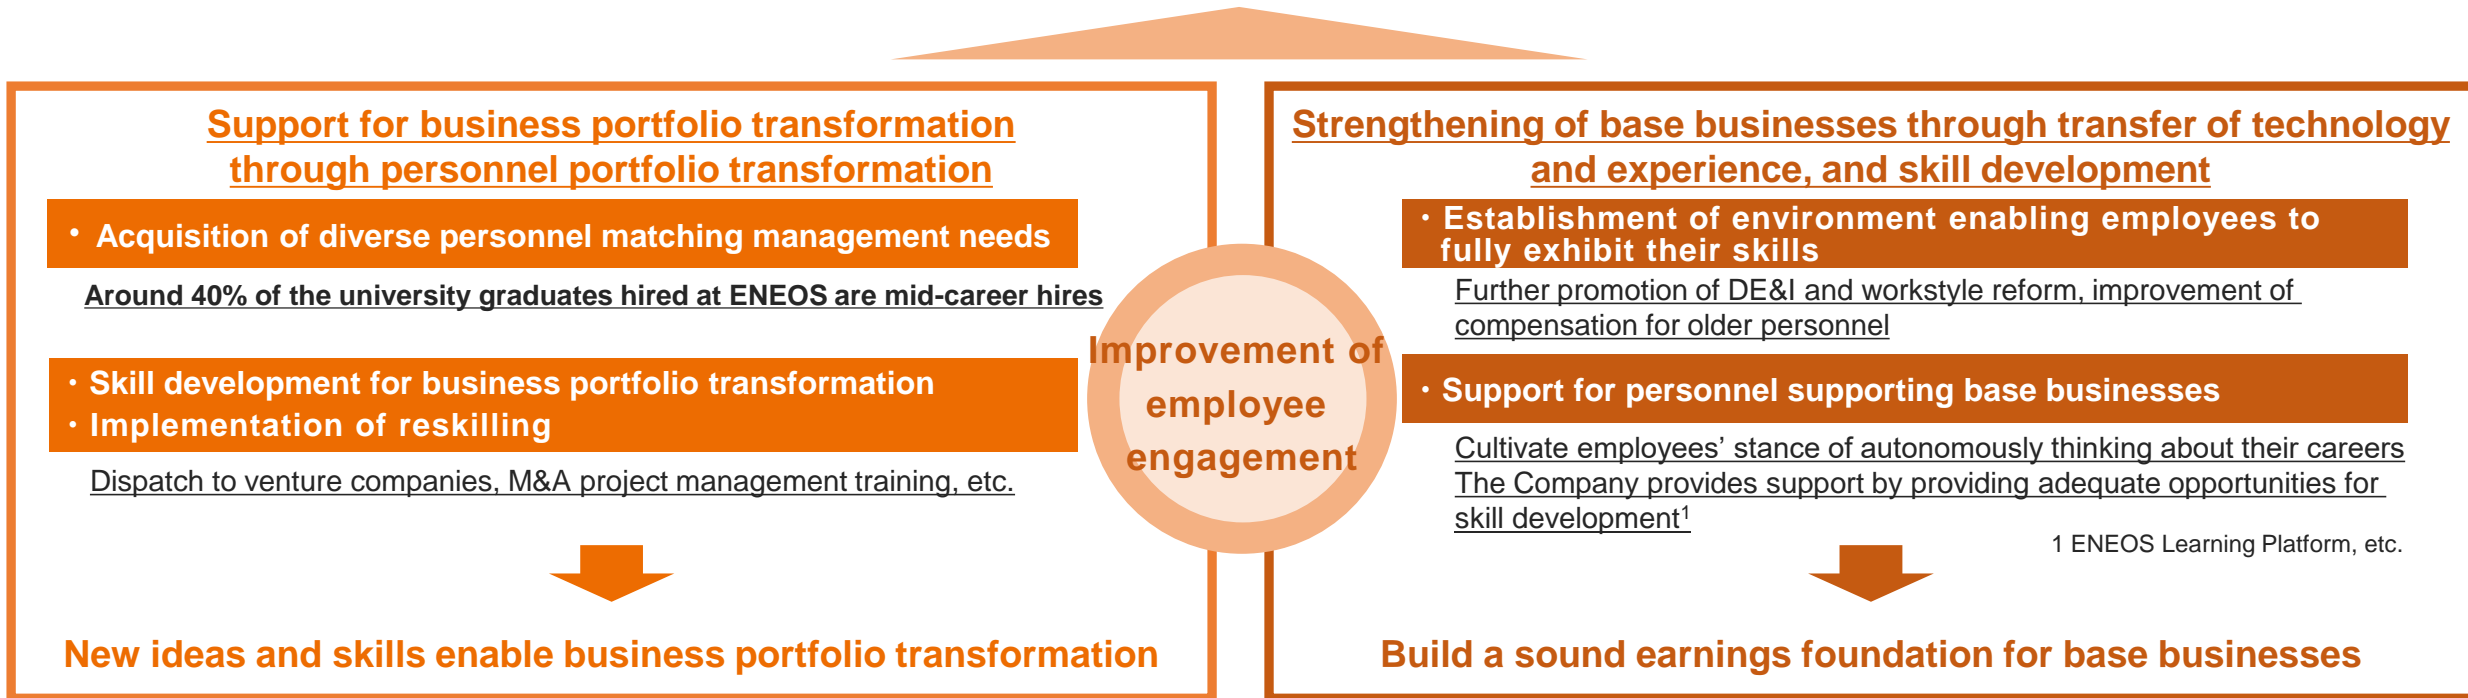 Support for business portfolio transformation
through personnel portfolio transformation
・ Acquisition of diverse personnel matching management needs
Around 40% of the university graduates hired at ENEOS are mid-career hires
・ Skill development for business portfolio transformation
・ Implementation of reskilling
Dispatch to venture companies, M&A project management training, etc.
New ideas and skills enable business portfolio transformation
Improvement of
employee
engagement
Strengthening of base businesses through transfer of technology
and experience, and skill development
・ Establishment of environment enabling employees to
fully exhibit their skills
Further promotion of DE&I and workstyle reform, improvement of
compensation for older personnel
・ Support for personnel supporting base businesses
Cultivate employees’ stance of autonomously thinking about their careers
The Company provides support by providing adequate opportunities for
skill development1
1 ENEOS Learning Platform, etc.
Build a sound earnings foundation for base businesses